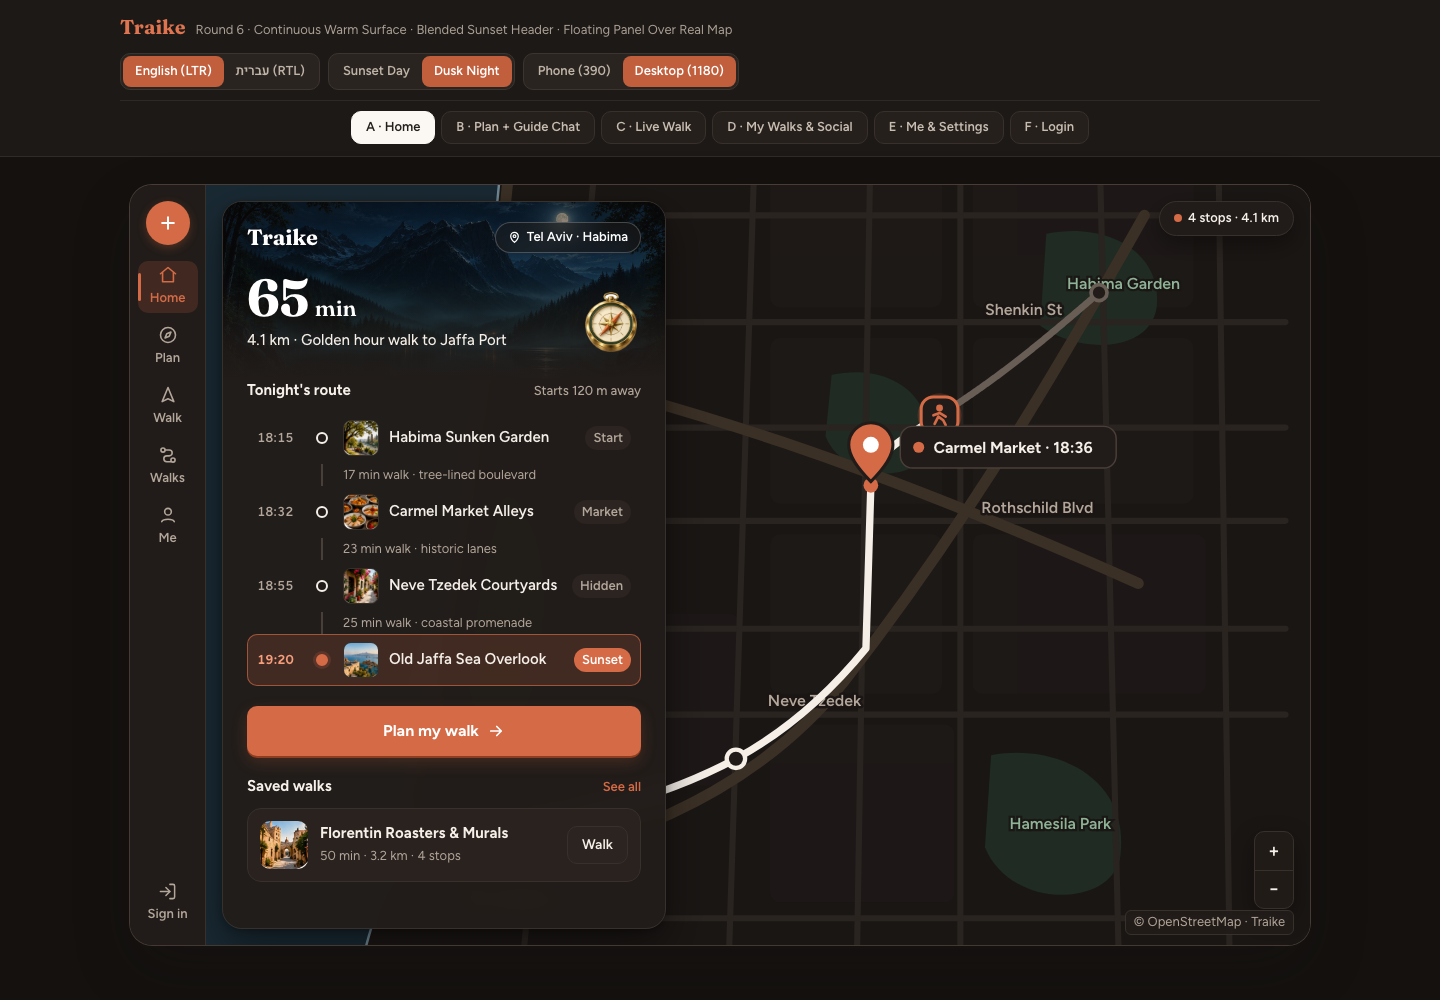 Traike Round 6 · Continuous Warm Surface · Blended Sunset Header · Floating Panel Over Real Map
English (LTR) עברית (RTL) Sunset Day Dusk Night Phone (390) Desktop (1180)
A · Home B · Plan + Guide Chat C · Live Walk D · My Walks & Social E · Me & Settings F · Login
+
Home
Plan
Walk
Walks
Me
Sign in
Traike
Tel Aviv · Habima
65 min
4.1 km · Golden hour walk to Jaffa Port
Tonight's route Starts 120 m away
18:15 Habima Sunken Garden Start
17 min walk · tree-lined boulevard
18:32 Carmel Market Alleys Market
23 min walk · historic lanes
18:55 Neve Tzedek Courtyards Hidden
25 min walk · coastal promenade
19:20 Old Jaffa Sea Overlook Sunset
Plan my walk →
Saved walks See all
Florentin Roasters & Murals
50 min · 3.2 km · 4 stops
Walk
4 stops · 4.1 km
Habima Garden
Shenkin St
Carmel Market · 18:36
Rothschild Blvd
Neve Tzedek
Hamesila Park
+
−
© OpenStreetMap · Traike